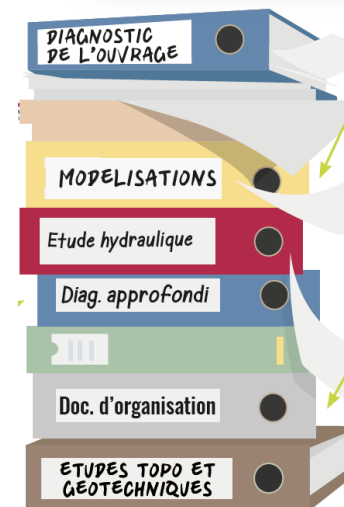 DIAGNOSTIC
DE L'OUVRAGE
MODELISATIONS
Etude hydraulique
Diag. approfondi
Doc. d'organisation
ETUDES TOPO ET
GEOTECHNIQUES